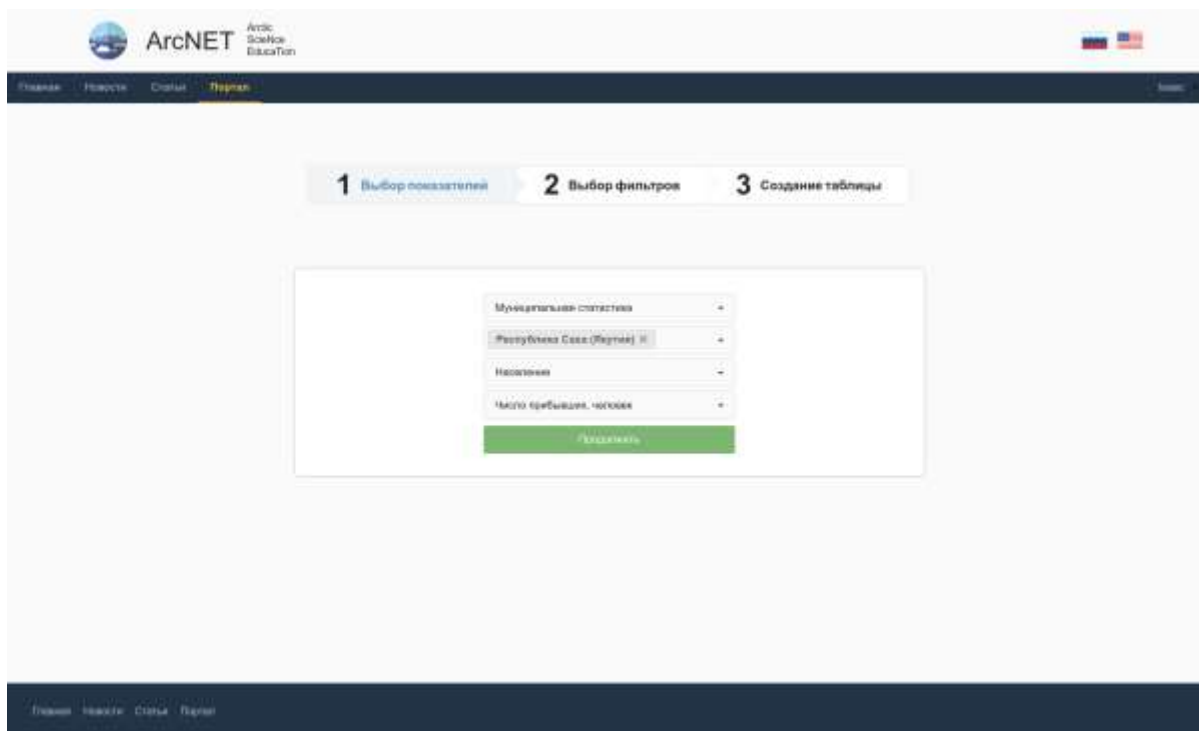 ArcNET
Arctic
ScieNce
EducaTion
Главная Новости Статьи Портал
1 Выбор показателей 2 Выбор фильтров 3 Создание таблицы
Муниципальная статистика
Республика Саха (Якутия) ×
Население
Число прибывших, человек
Продолжить
Главная Новости Статьи Портал